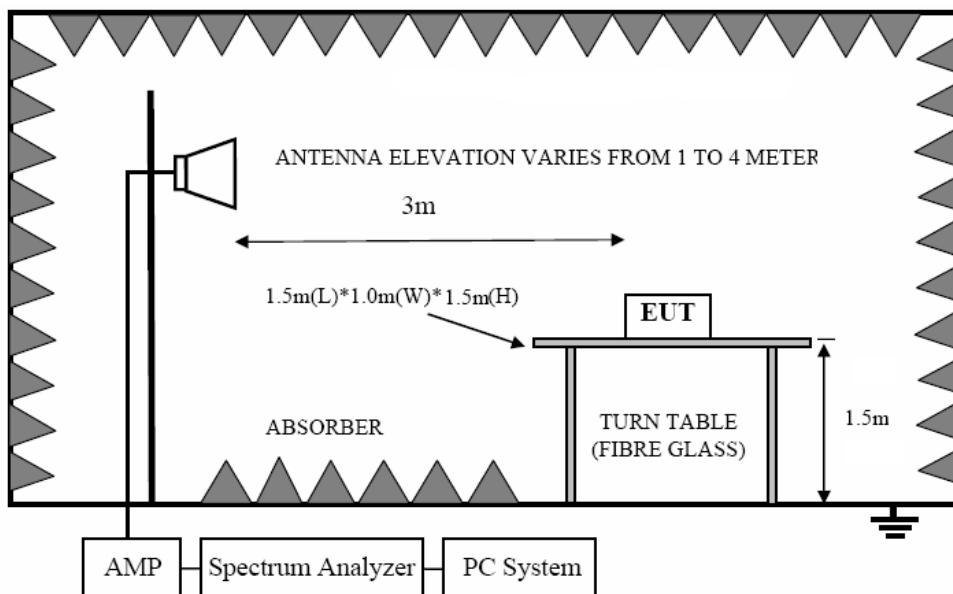 ANTENNA ELEVATION VARIES FROM 1 TO 4 METER
3m
1.5m(L)*1.0m(W)*1.5m(H)
EUT
1.5m
ABSORBER
TURN TABLE
(FIBRE GLASS)
AMP
Spectrum Analyzer
PC System